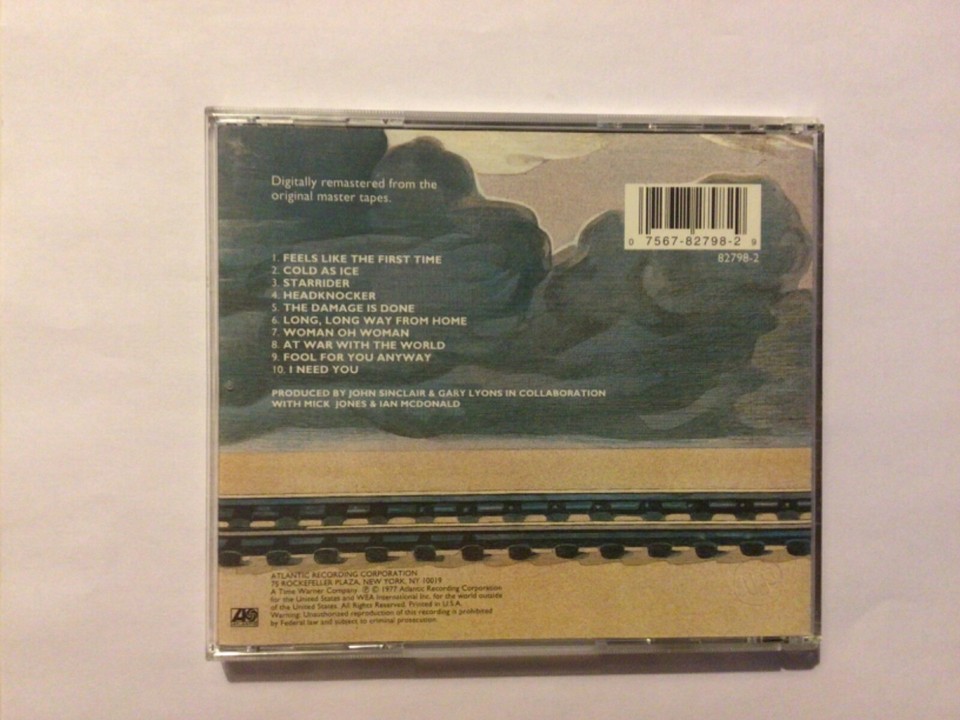 Digitally remastered from the
original master tapes.
0 7567-82798-2 9
82798-2
1. FEELS LIKE THE FIRST TIME
2. COLD AS ICE
3. STARRIDER
4. HEADKNOCKER
5. THE DAMAGE IS DONE
6. LONG, LONG WAY FROM HOME
7. WOMAN OH WOMAN
8. AT WAR WITH THE WORLD
9. FOOL FOR YOU ANYWAY
10. I NEED YOU
PRODUCED BY JOHN SINCLAIR & GARY LYONS IN COLLABORATION
WITH MICK JONES & IAN MCDONALD
ATLANTIC RECORDING CORPORATION
75 ROCKEFELLER PLAZA, NEW YORK, NY 10019
A Time Warner Company ℗ © 1977 Atlantic Recording Corporation
for the United States and WEA International Inc. for the world outside
of the United States. All Rights Reserved. Printed in U.S.A.
Warning: Unauthorized reproduction of this recording is prohibited
by Federal law and subject to criminal prosecution.